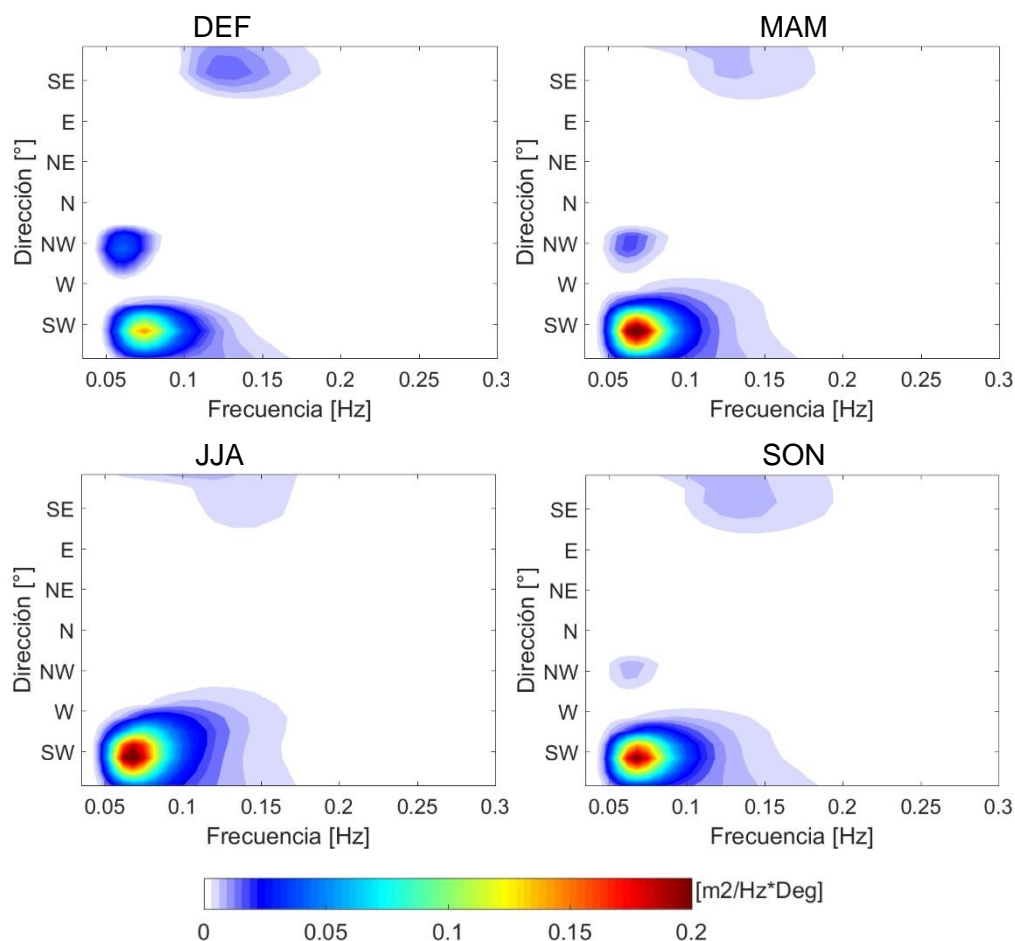 DEF
SE
E
NE
N
NW
W
SW
Dirección [°]
0.05 0.1 0.15 0.2 0.25 0.3
Frecuencia [Hz]
MAM
SE
E
NE
N
NW
W
SW
Dirección [°]
0.05 0.1 0.15 0.2 0.25 0.3
Frecuencia [Hz]
JJA
SE
E
NE
N
NW
W
SW
Dirección [°]
0.05 0.1 0.15 0.2 0.25 0.3
Frecuencia [Hz]
SON
SE
E
NE
N
NW
W
SW
Dirección [°]
0.05 0.1 0.15 0.2 0.25 0.3
Frecuencia [Hz]
[m2/Hz*Deg]
0 0.05 0.1 0.15 0.2